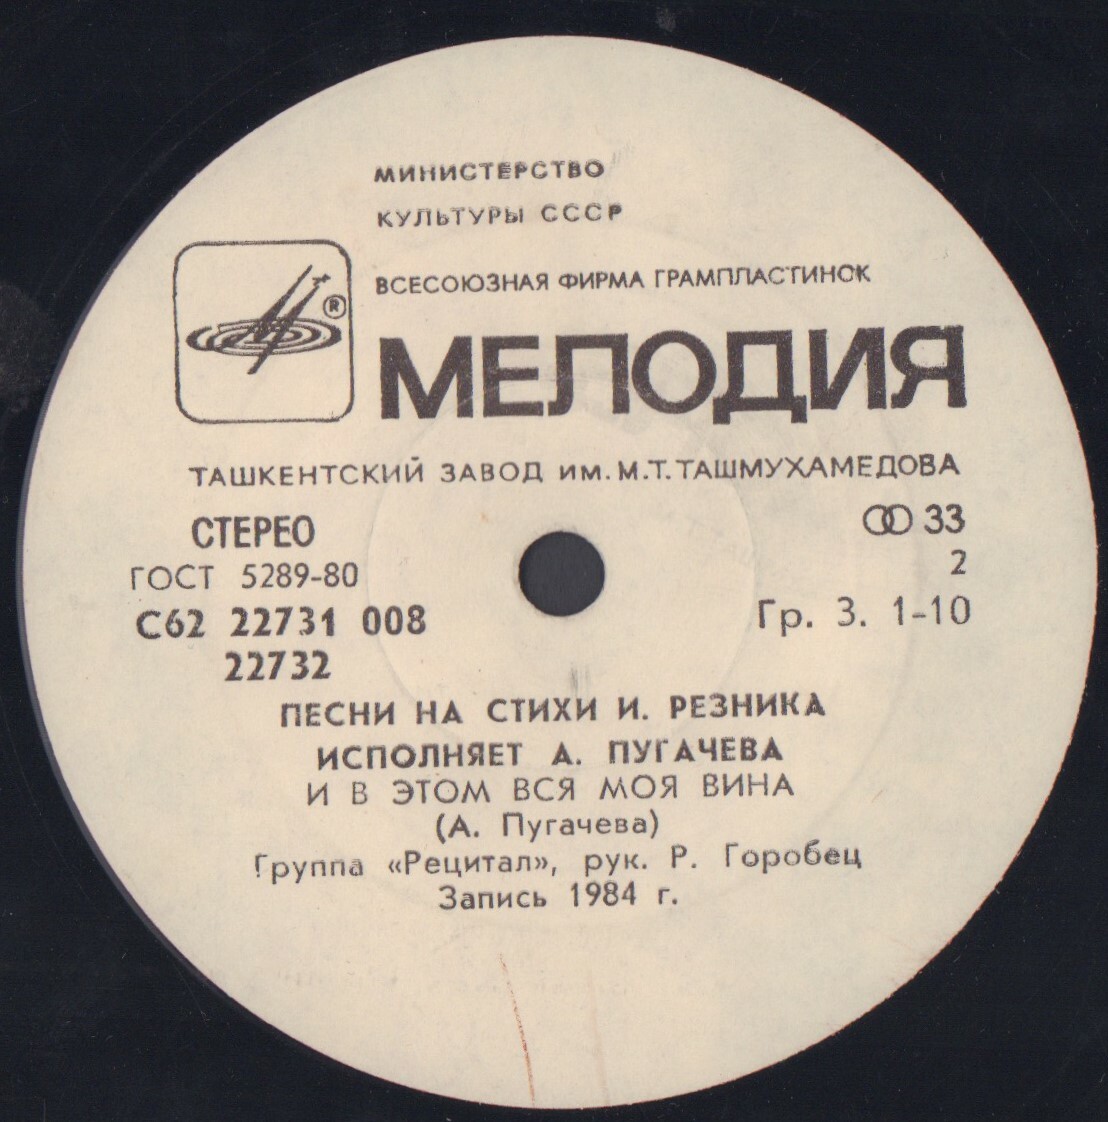 МИНИСТЕРСТВО
КУЛЬТУРЫ СССР
ВСЕСОЮЗНАЯ ФИРМА ГРАМПЛАСТИНОК
®
МЕЛОДИЯ
ТАШКЕНТСКИЙ ЗАВОД ИМ. М.Т. ТАШМУХАМЕДОВА
СТЕРЕО
33
ГОСТ 5289-80
2
С62 22731 008
Гр. 3. 1-10
22732
ПЕСНИ НА СТИХИ И. РЕЗНИКА
ИСПОЛНЯЕТ А. ПУГАЧЕВА
И В ЭТОМ ВСЯ МОЯ ВИНА
(А. Пугачева)
Группа «Рецитал», рук. Р. Горобец
Запись 1984 г.